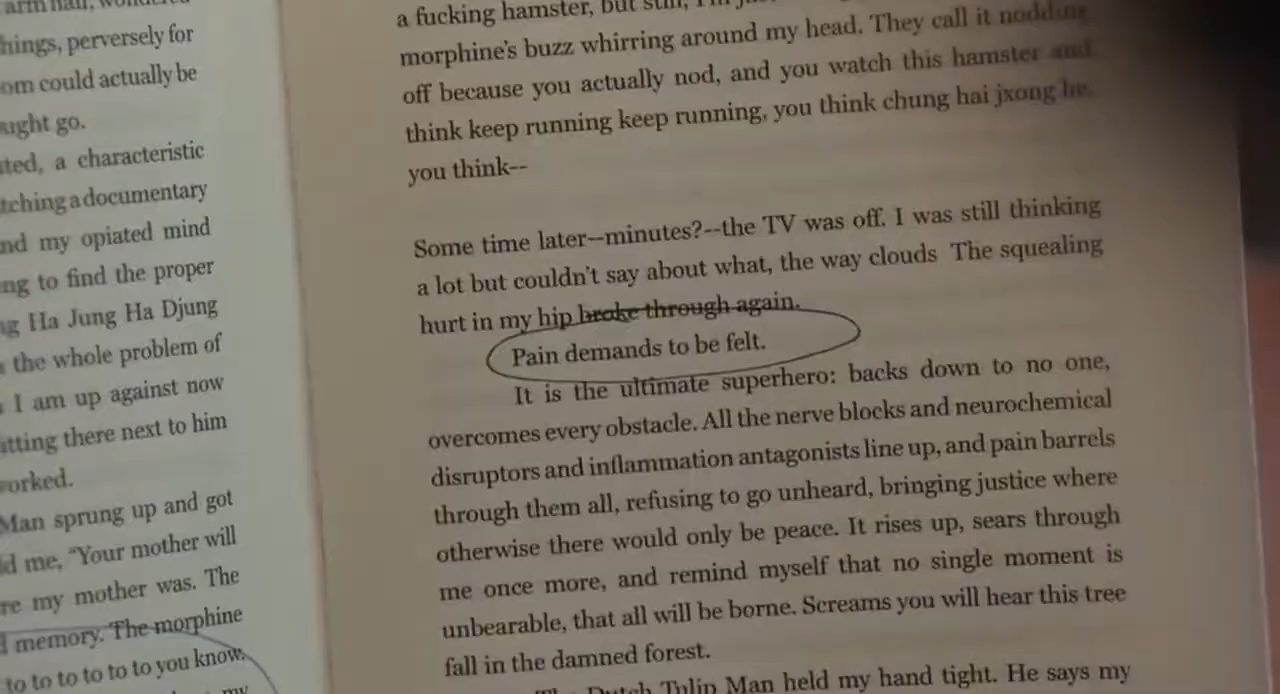 arm hair, wondered
hings, perversely for
om could actually be
ught go.
ted, a characteristic
tching a documentary
nd my opiated mind
ng to find the proper
g Ha Jung Ha Djung
the whole problem of
I am up against now
itting there next to him
worked.
Man sprung up and got
d me, "Your mother will
re my mother was. The
memory. The morphine
to to to to to you know.
my
a fucking hamster, but still,
morphine's buzz whirring around my head. They call it nodding
off because you actually nod, and you watch this hamster and
think keep running keep running, you think chung hai jxong he,
you think--
Some time later--minutes?--the TV was off. I was still thinking
a lot but couldn't say about what, the way clouds The squealing
hurt in my hip broke through again.
Pain demands to be felt.
It is the ultimate superhero: backs down to no one,
overcomes every obstacle. All the nerve blocks and neurochemical
disruptors and inflammation antagonists line up, and pain barrels
through them all, refusing to go unheard, bringing justice where
otherwise there would only be peace. It rises up, sears through
me once more, and remind myself that no single moment is
unbearable, that all will be borne. Screams you will hear this tree
fall in the damned forest.
The Dutch Tulip Man held my hand tight. He says my